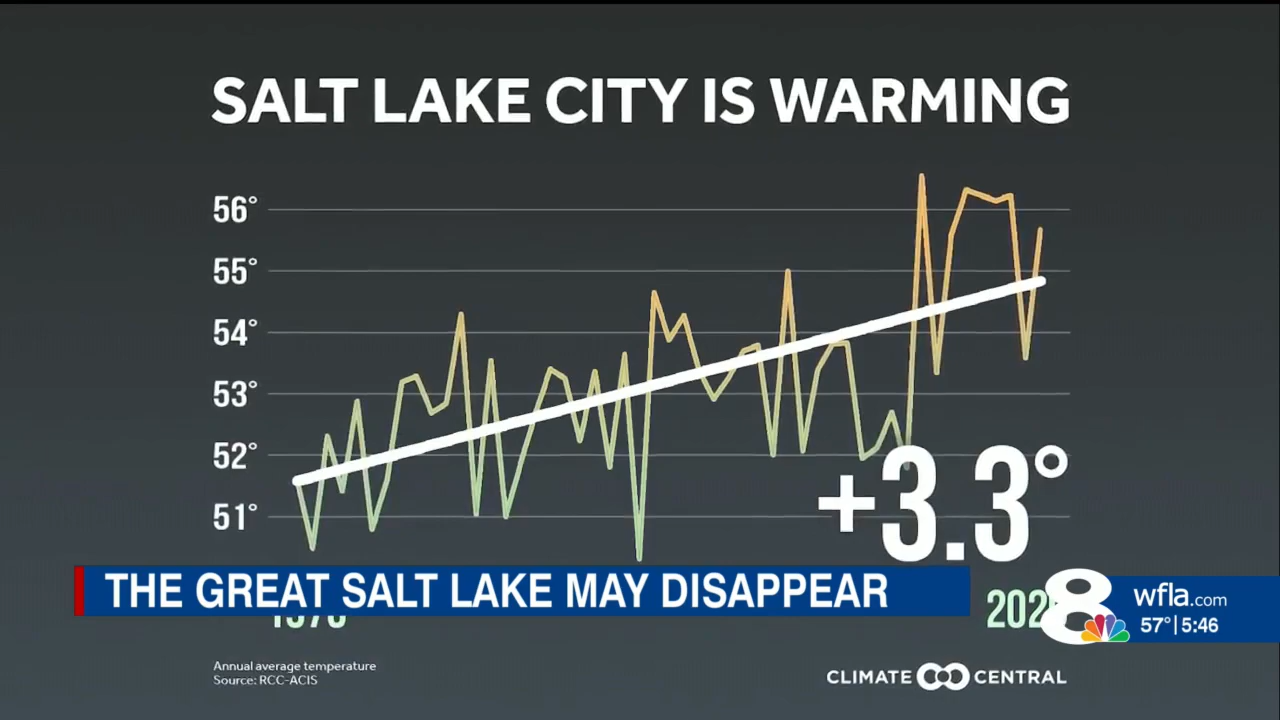 SALT LAKE CITY IS WARMING
56°
55°
54°
53°
52°
51°
+3.3°
THE GREAT SALT LAKE MAY DISAPPEAR
8
wfla.com
57° | 5:46
Annual average temperature
Source: RCC-ACIS
CLIMATE CENTRAL